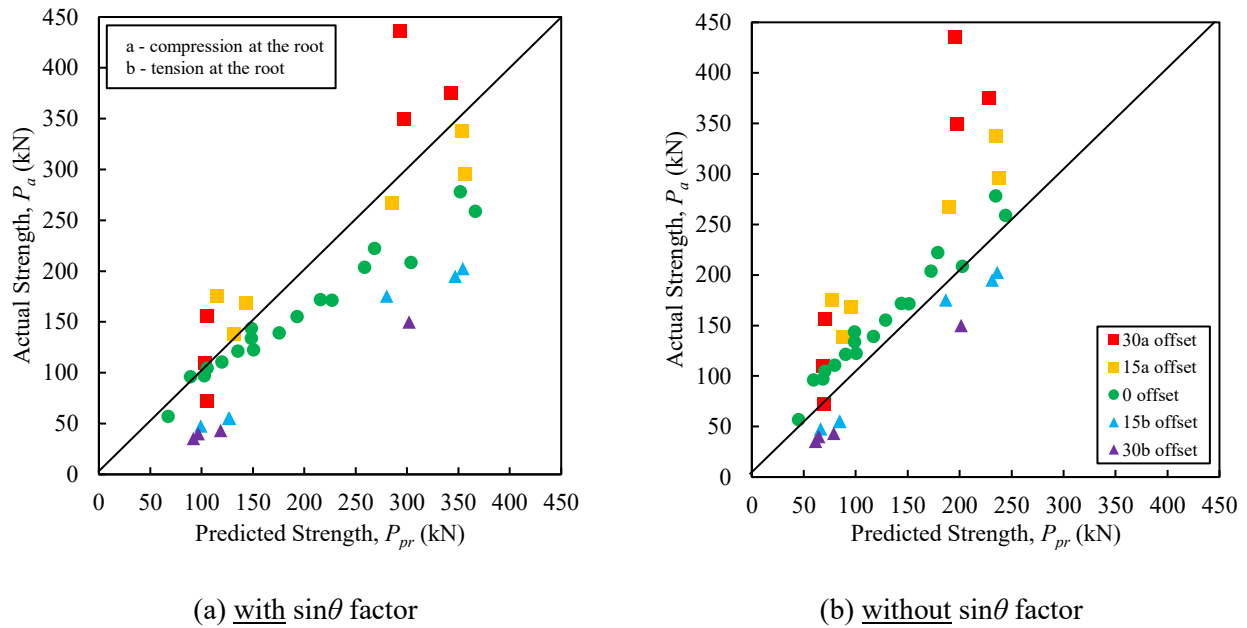 450
400
350
300
250
200
150
100
50
0
Actual Strength, P_a (kN)
a - compression at the root
b - tension at the root
0 50 100 150 200 250 300 350 400 450
Predicted Strength, P_pr (kN)
(a) with sinθ factor
450
400
350
300
250
200
150
100
50
0
Actual Strength, P_a (kN)
30a offset
15a offset
0 offset
15b offset
30b offset
0 50 100 150 200 250 300 350 400 450
Predicted Strength, P_pr (kN)
(b) without sinθ factor